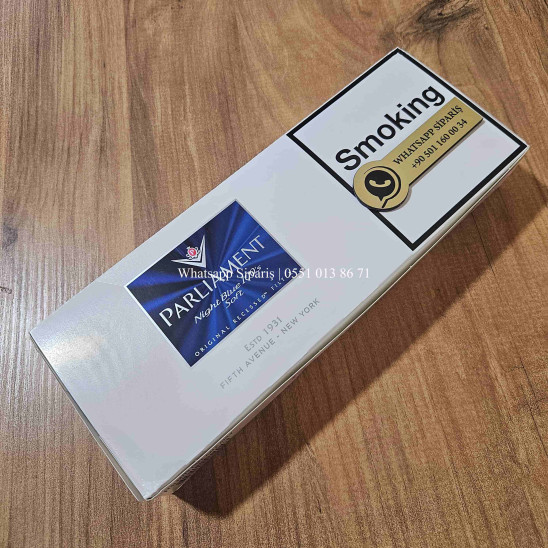 Smoking
WHATSAPP SİPARİŞ
+90 501 160 00 34
Whatsapp Sipariş | 0551 013 86 71
PARLIAMENT
Night Blue
Soft
ORIGINAL RECESSED
ESTD 1931
FIFTH AVENUE · NEW YORK